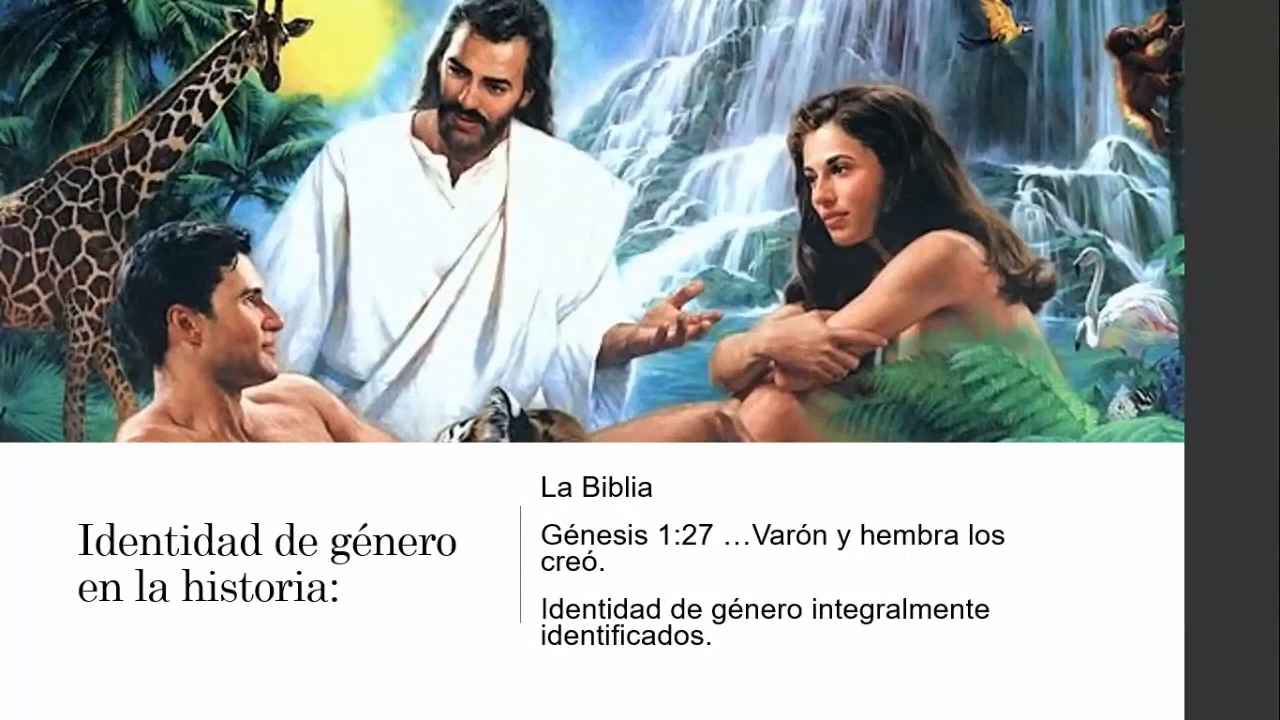 Identidad de género
en la historia:
La Biblia
Génesis 1:27 …Varón y hembra los
creó.
Identidad de género integralmente
identificados.